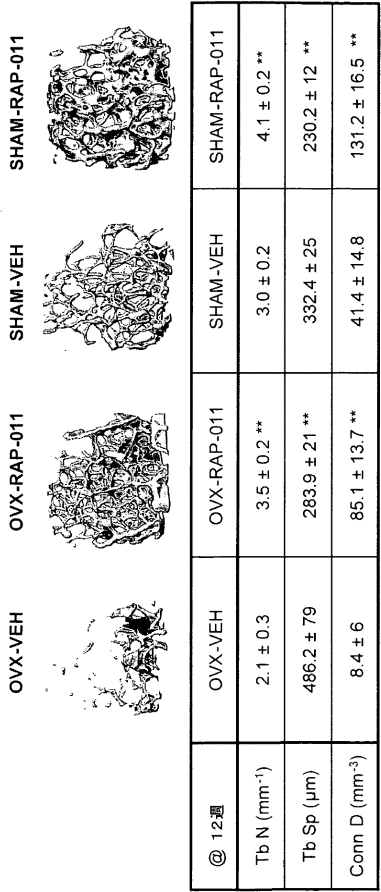 OVX-VEH OVX-RAP-011 SHAM-VEH SHAM-RAP-011
@ 12週 OVX-VEH OVX-RAP-011 SHAM-VEH SHAM-RAP-011
Tb N (mm-1) 2.1 ± 0.3 3.5 ± 0.2 ** 3.0 ± 0.2 4.1 ± 0.2 **
Tb Sp (μm) 486.2 ± 79 283.9 ± 21 ** 332.4 ± 25 230.2 ± 12 **
Conn D (mm-3) 8.4 ± 6 85.1 ± 13.7 ** 41.4 ± 14.8 131.2 ± 16.5 **